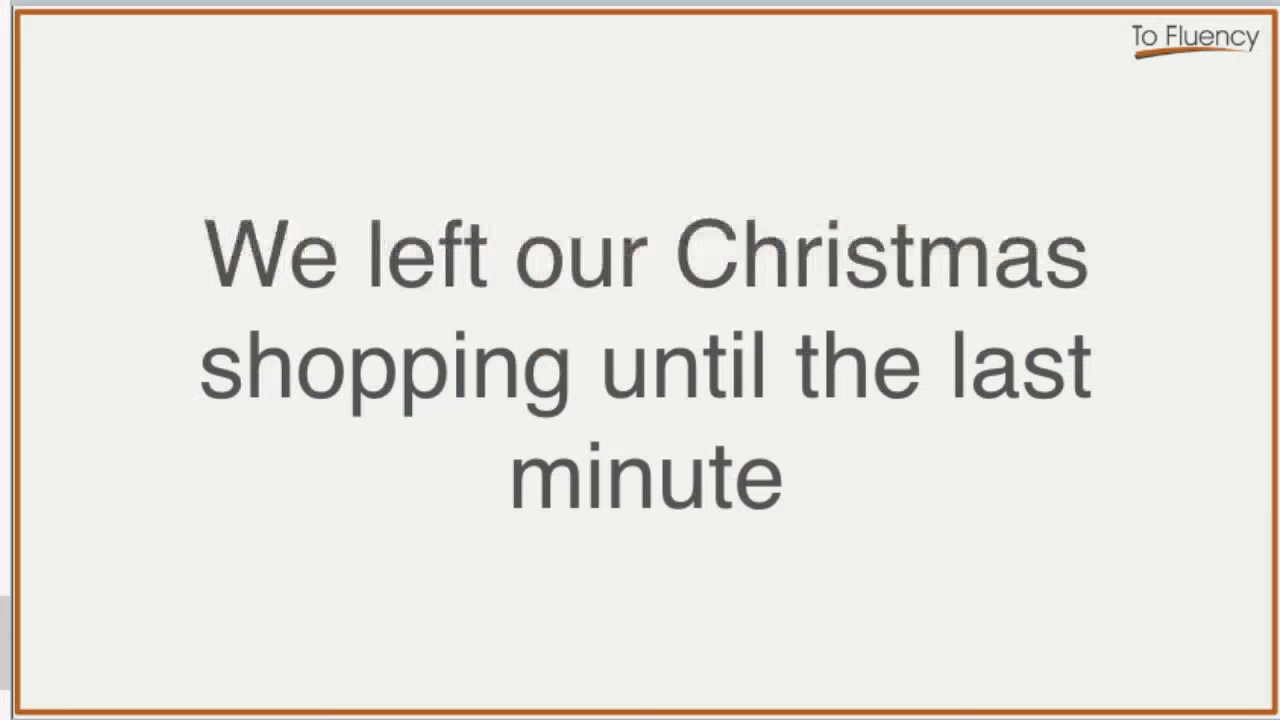 To Fluency
We left our Christmas
shopping until the last
minute